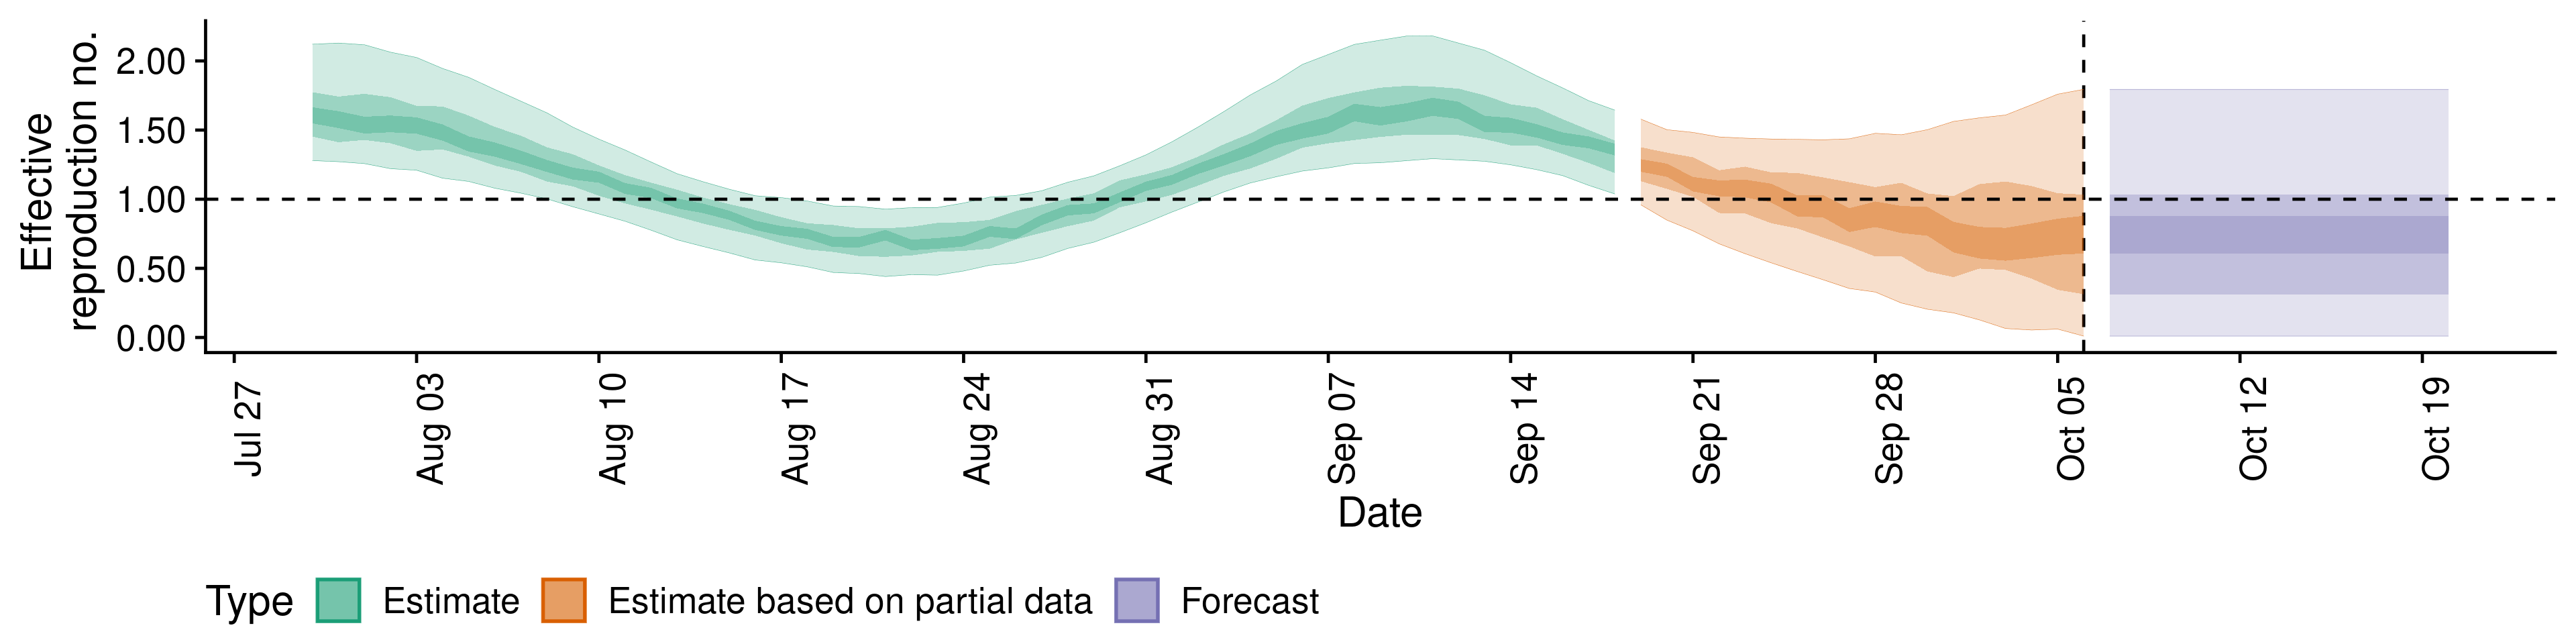 Effective
reproduction no.
2.00
1.50
1.00
0.50
0.00
Jul 27
Aug 03
Aug 10
Aug 17
Aug 24
Aug 31
Sep 07
Sep 14
Sep 21
Sep 28
Oct 05
Oct 12
Oct 19
Date
Type Estimate Estimate based on partial data Forecast